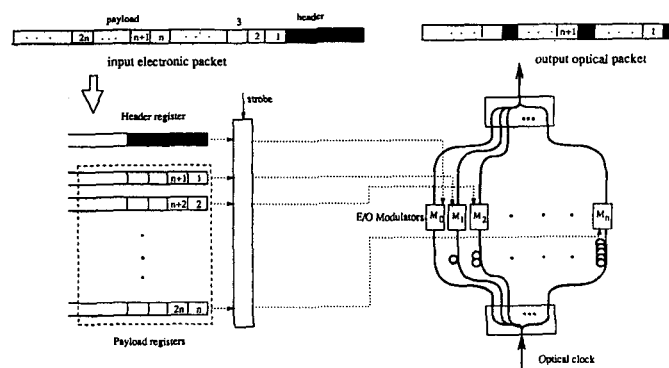 payload 3 header
. . . 2n . . . n+1 n . . . 2 1
input electronic packet
. . . . . . n+1 . . . 1
output optical packet
strobe
Header register
n+1 1
n+2 2
2n n
Payload registers
...
E/O Modulators M0 M1 M2 . . . Mn
. . .
...
Optical clock